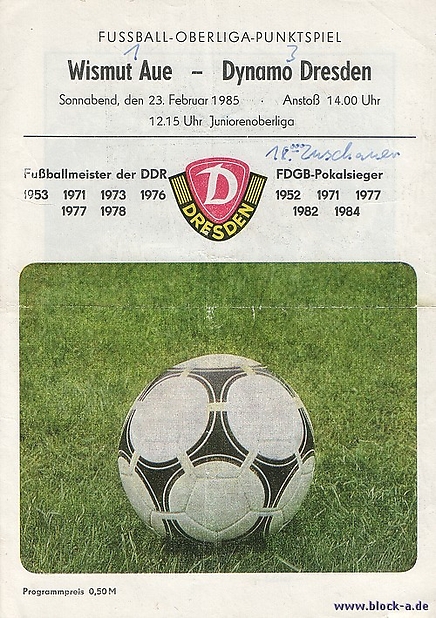 FUSSBALL-OBERLIGA-PUNKTSPIEL
1 3
Wismut Aue – Dynamo Dresden
Sonnabend, den 23. Februar 1985 · Anstoß 14.00 Uhr
12.15 Uhr Juniorenoberliga
Zuschauer
Fußballmeister der DDR
1953 1971 1973 1976
1977 1978
D
DRESDEN
FDGB-Pokalsieger
1952 1971 1977
1982 1984
Programmpreis 0,50 M
www.block-a.de